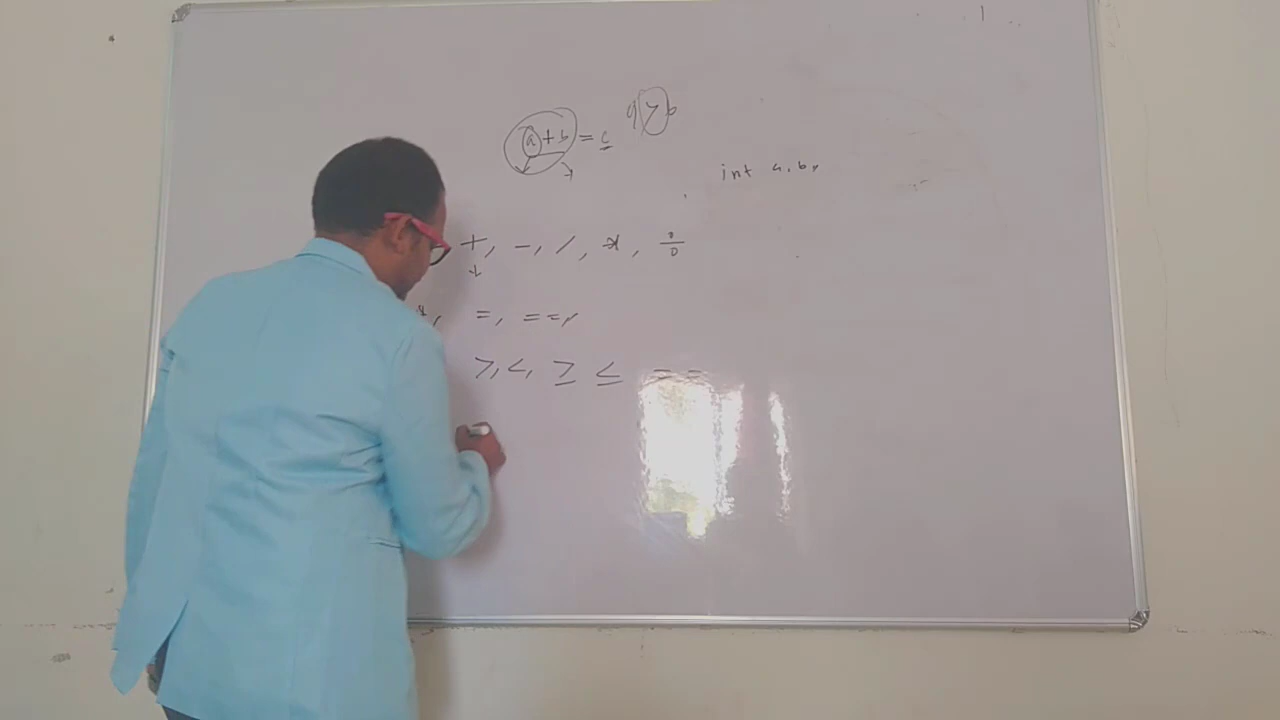 a + b = c
a > b
int a, b,
+, -, /, *, %
=, ==,
>, <, ≥ ≤ ==